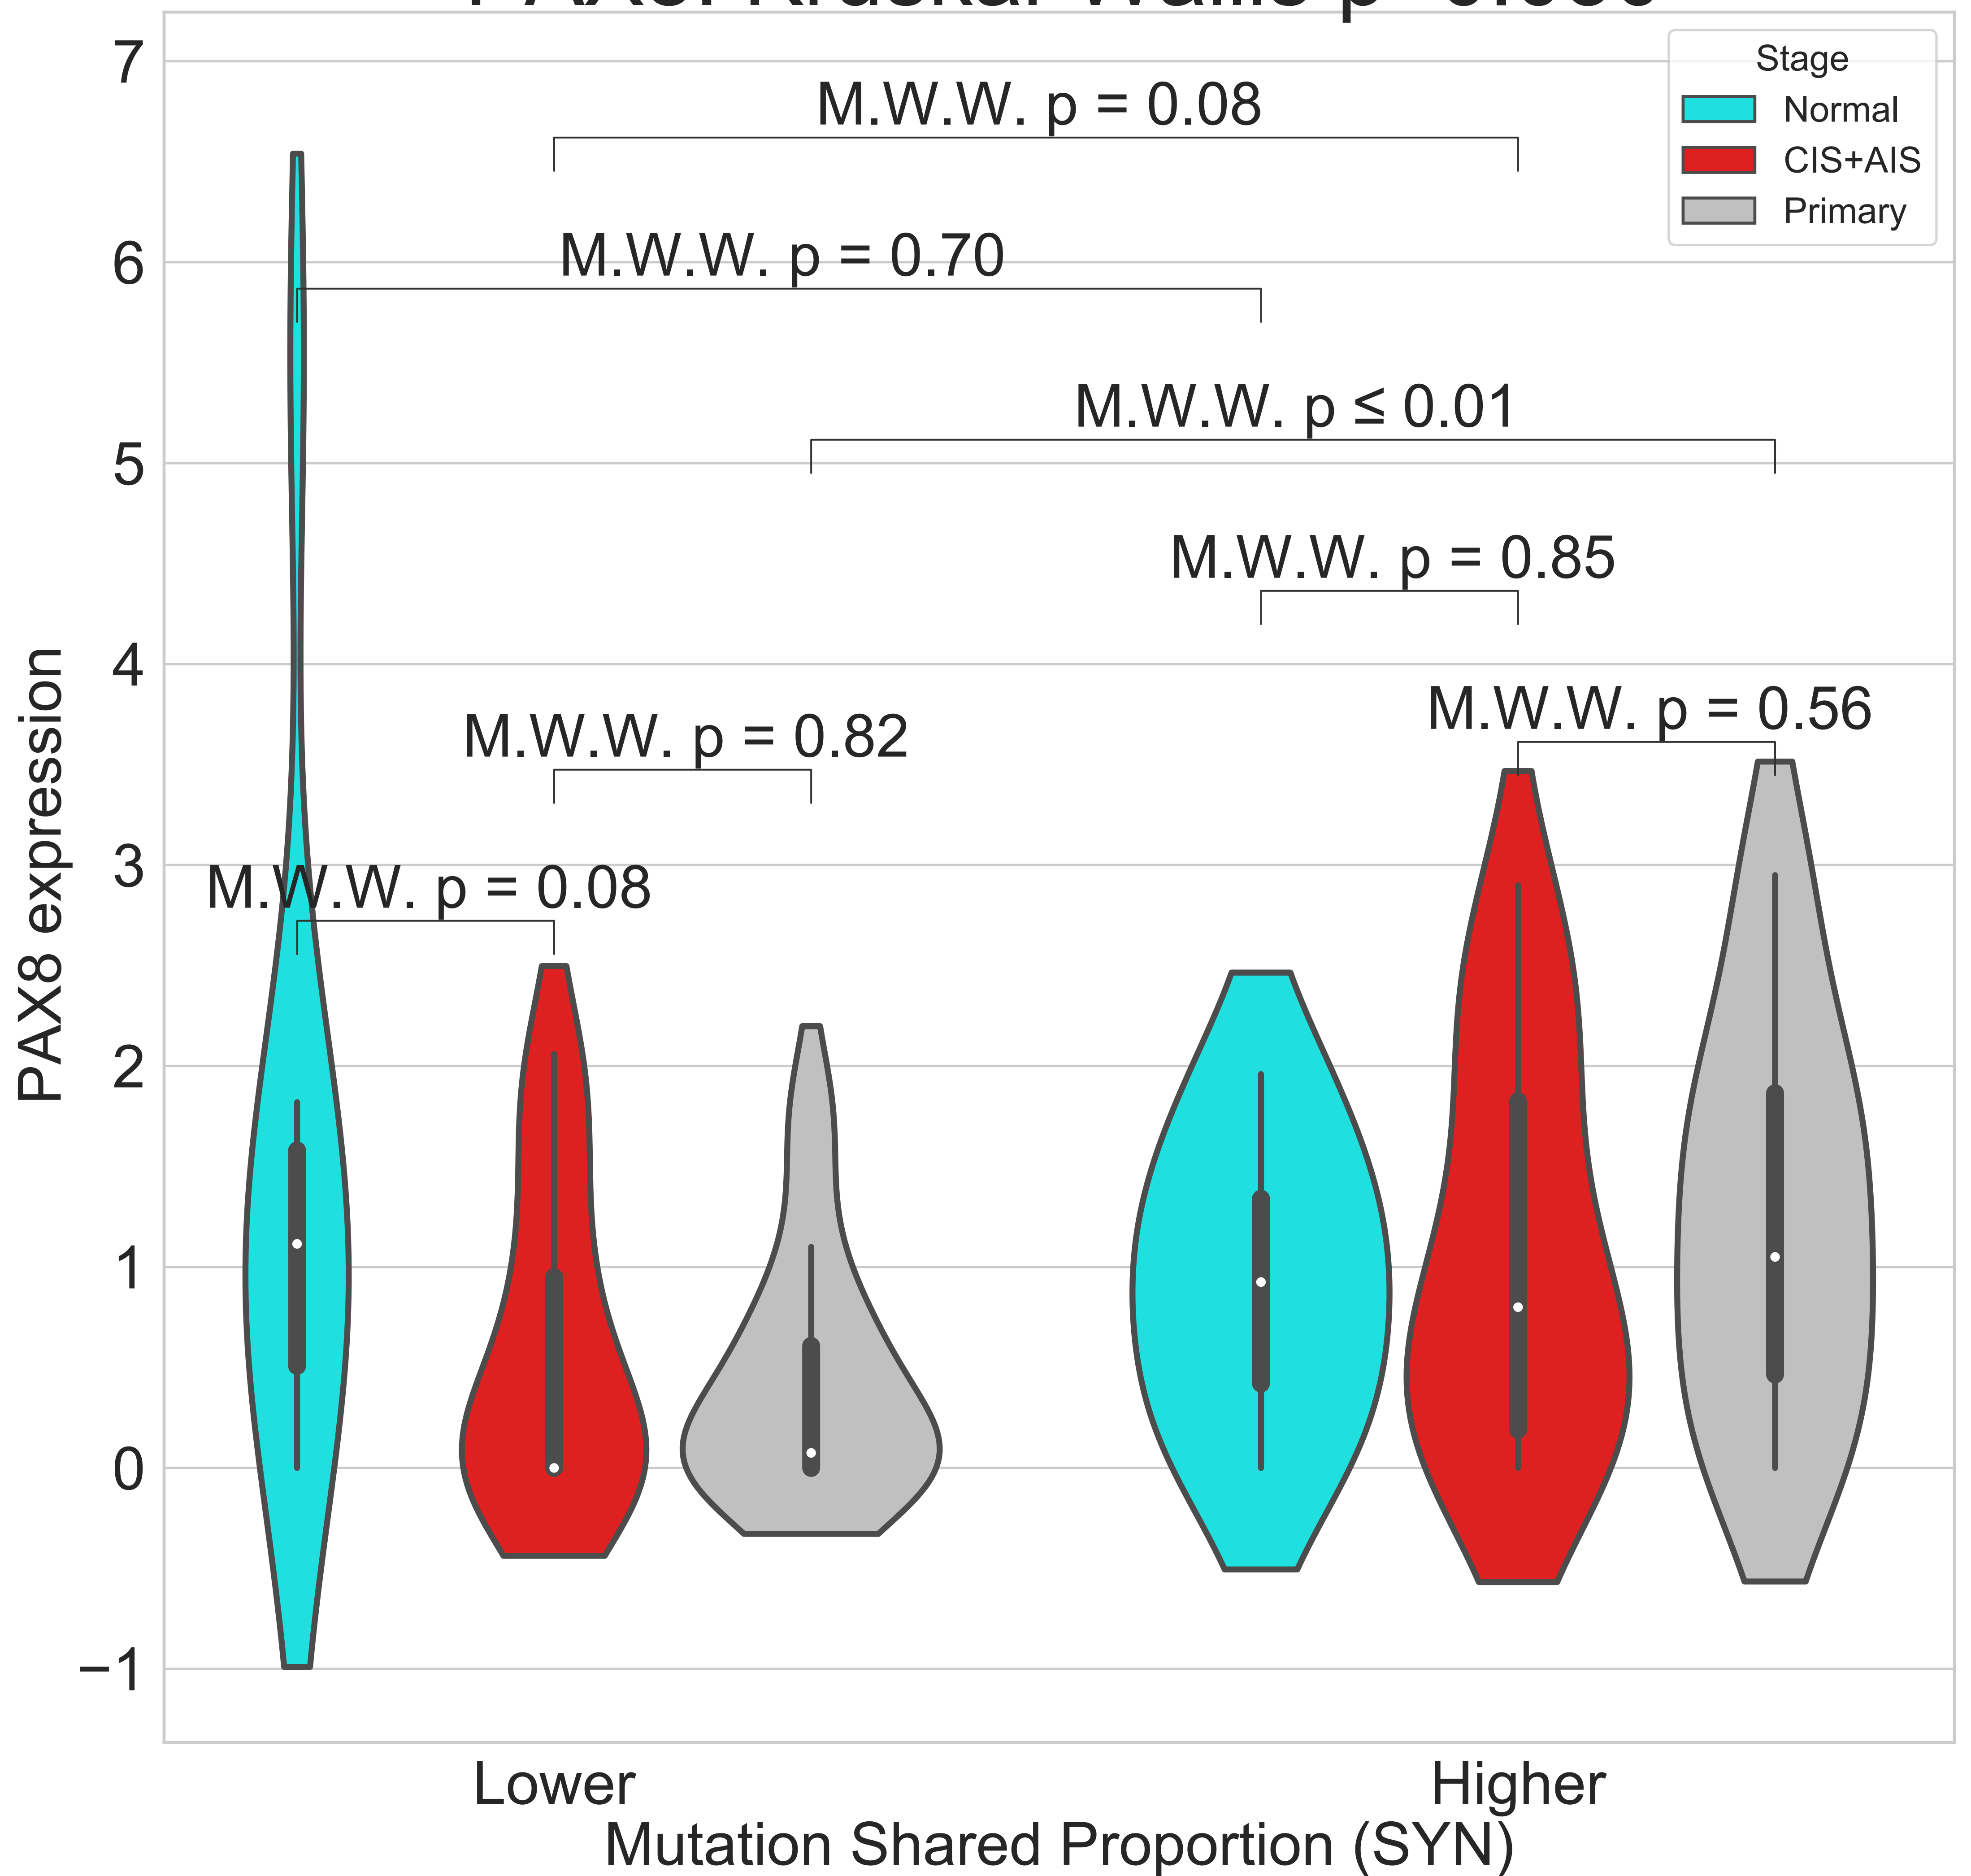 Stage
Normal
CIS+AIS
Primary
7
6
5
4
3
2
1
0
−1
PAX8 expression
M.W.W. p = 0.08
M.W.W. p = 0.70
M.W.W. p ≤ 0.01
M.W.W. p = 0.85
M.W.W. p = 0.56
M.W.W. p = 0.82
M.W.W. p = 0.08
Lower
Higher
Mutation Shared Proportion (SYN)